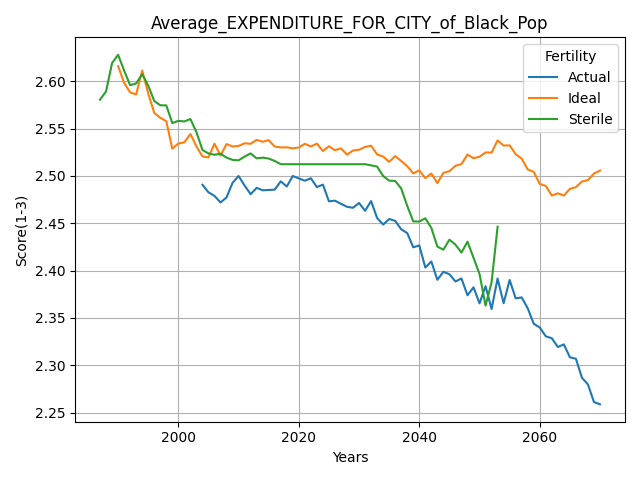 Average_EXPENDITURE_FOR_CITY_of_Black_Pop
Fertility
Actual
Ideal
Sterile
Score(1-3)
2.60
2.55
2.50
2.45
2.40
2.35
2.30
2.25
2000
2020
2040
2060
Years